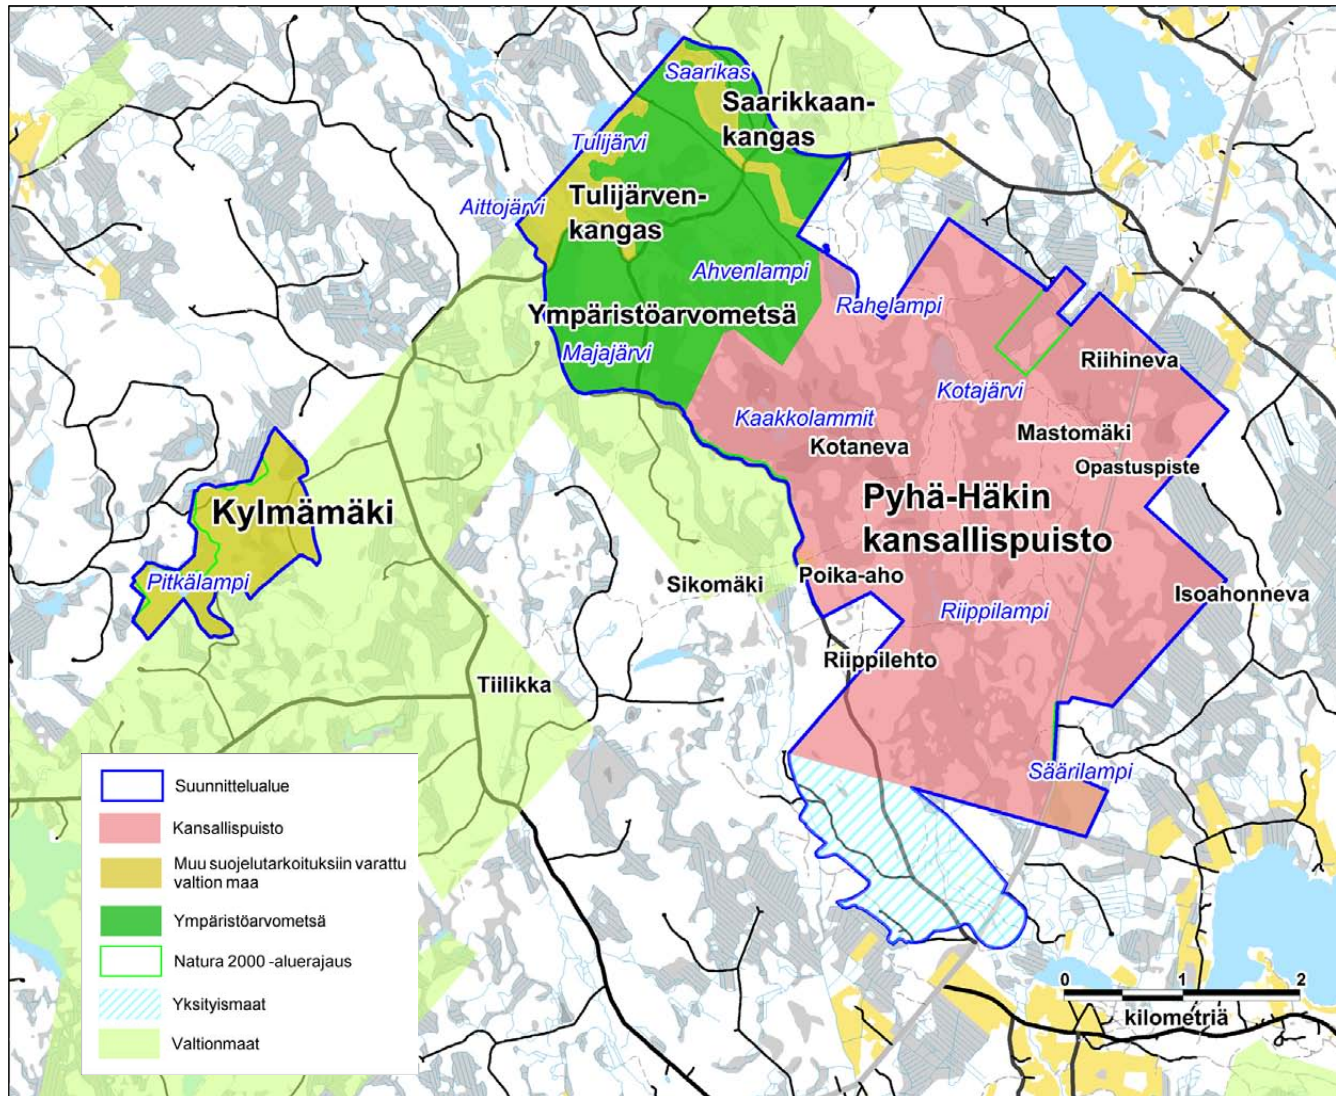 Saarikas
Saarikkaan-
kangas
Tulijärvi
Tulijärven-
kangas
Aittojärvi
Ahvenlampi
Rahelampi
Ympäristöarvometsä
Majajärvi
Riihineva
Kotajärvi
Kaakkolammit
Kotaneva
Mastomäki
Opastuspiste
Pyhä-Häkin
kansallispuisto
Kylmämäki
Pitkälampi
Sikomäki
Poika-aho
Isoahonneva
Riippilampi
Riippilehto
Tiilikka
Säärilampi
Suunnittelualue
Kansallispuisto
Muu suojelutarkoituksiin varattu
valtion maa
Ympäristöarvometsä
Natura 2000 -aluerajaus
Yksityismaat
Valtionmaat
0 1 2
kilometriä